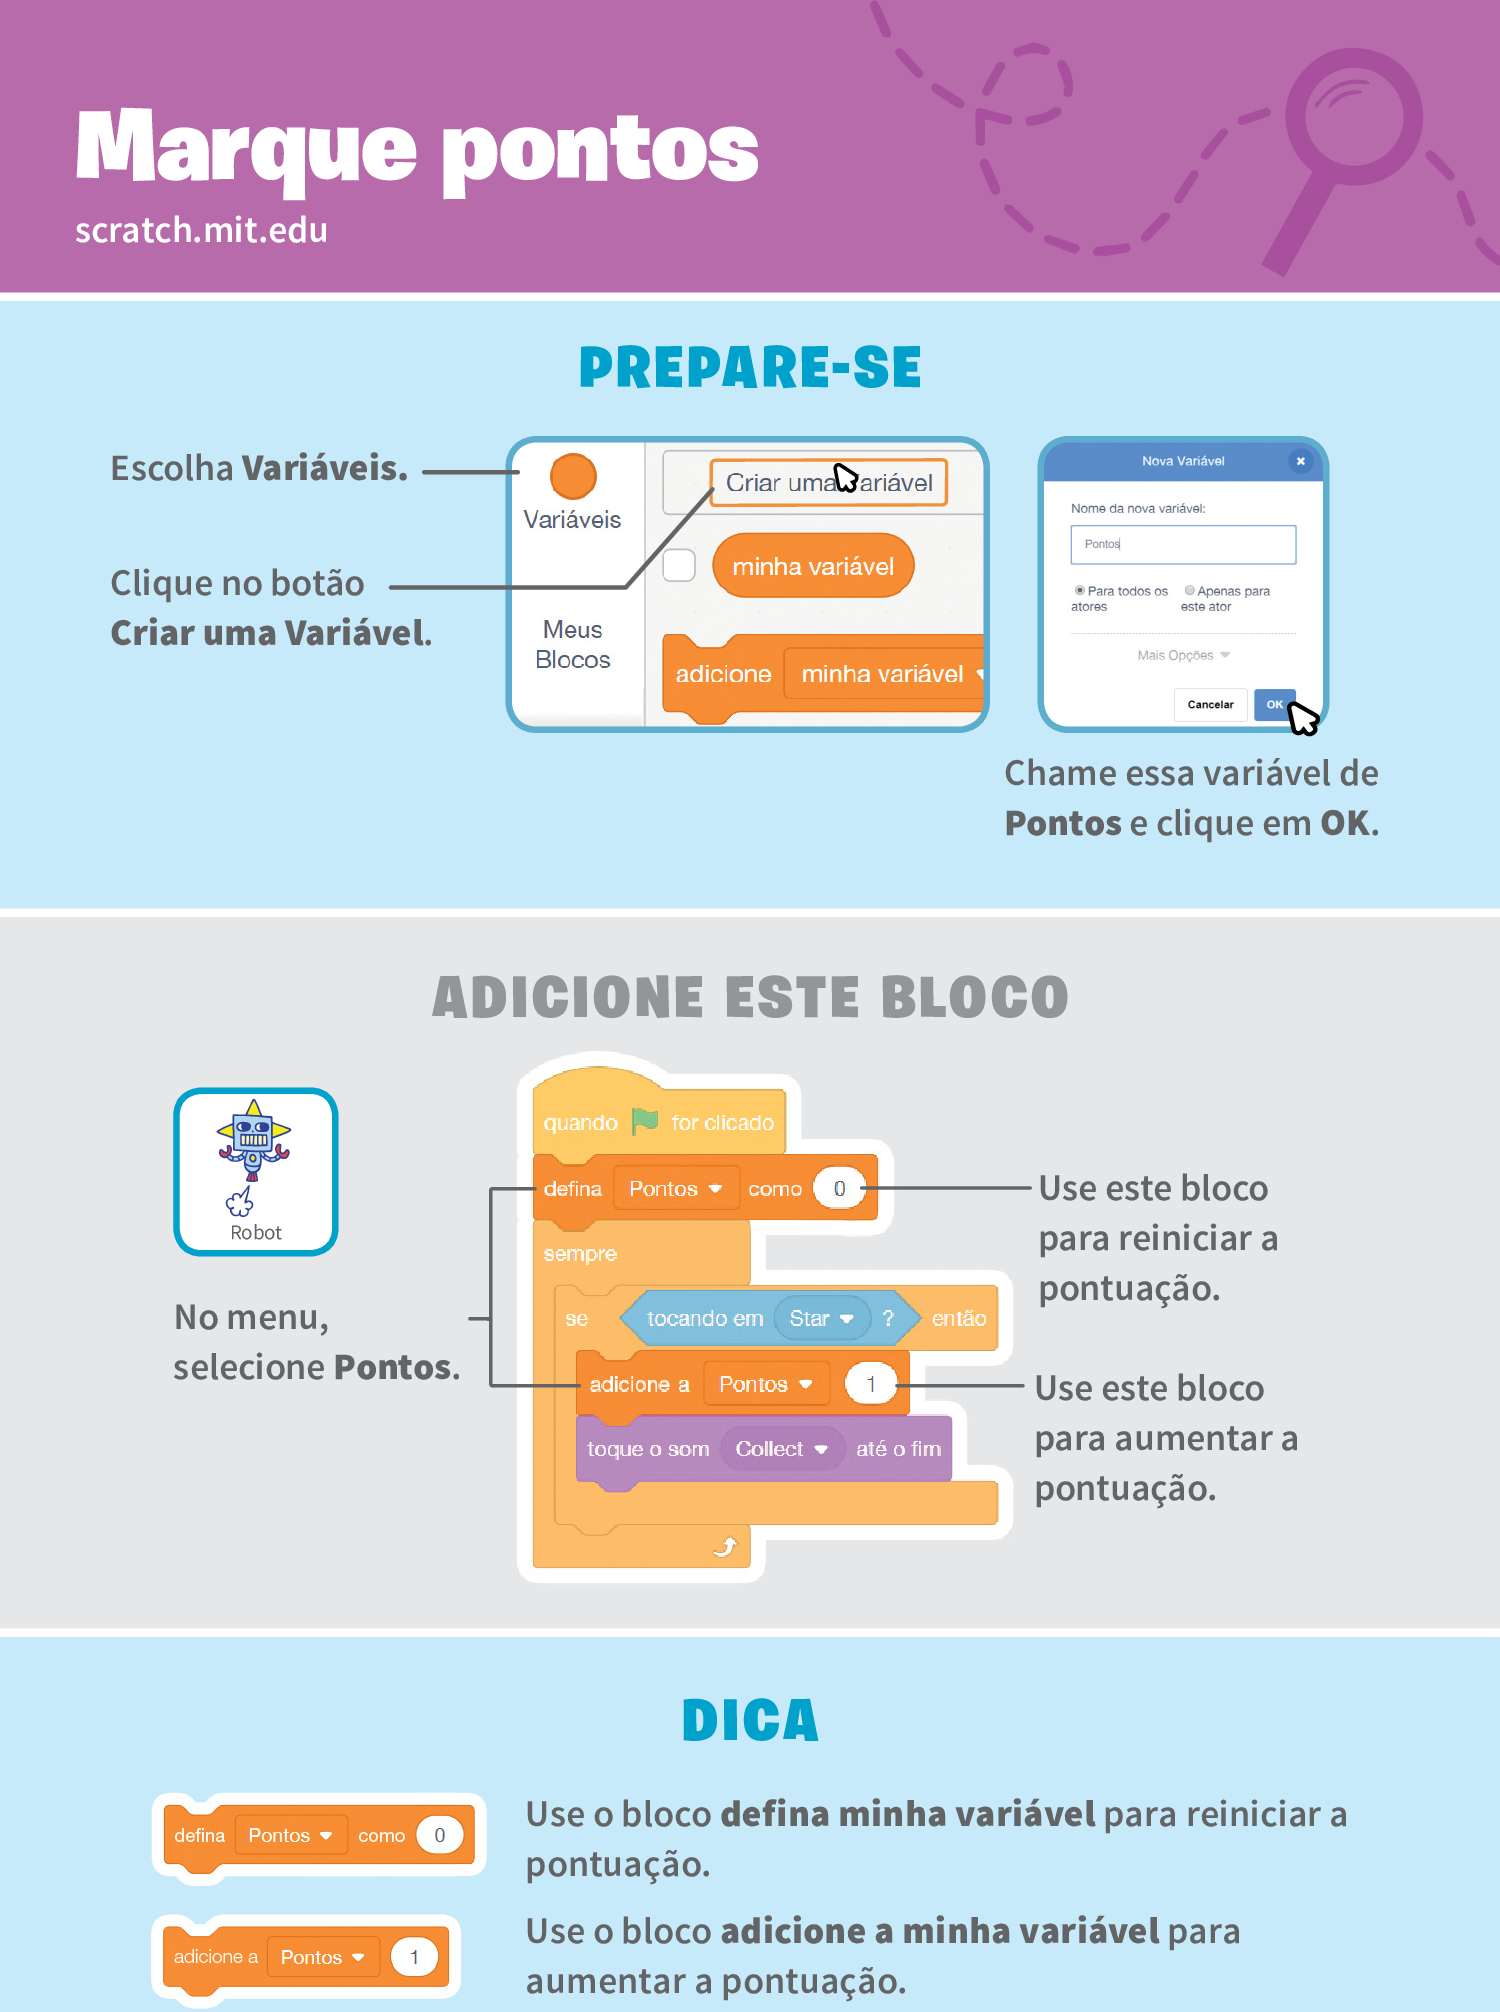 Marque pontos
scratch.mit.edu
PREPARE-SE
Escolha Variáveis.
Clique no botão
Criar uma Variável.
Variáveis
Meus
Blocos
minha variável
adicione minha variável
Nova Variável
Nome da nova variável:
Pontos
Para todos os
atores
Apenas para
este ator
Mais Opções
Cancelar OK
Chame essa variável de
Pontos e clique em OK.
ADICIONE ESTE BLOCO
Robot
No menu,
selecione Pontos.
quando for clicado
defina Pontos como 0
sempre
se tocando em Star ? então
adicione a Pontos 1
toque o som Collect até o fim
Use este bloco
para reiniciar a
pontuação.
Use este bloco
para aumentar a
pontuação.
DICA
defina Pontos como 0
Use o bloco defina minha variável para reiniciar a
pontuação.
adicione a Pontos 1
Use o bloco adicione a minha variável para
aumentar a pontuação.